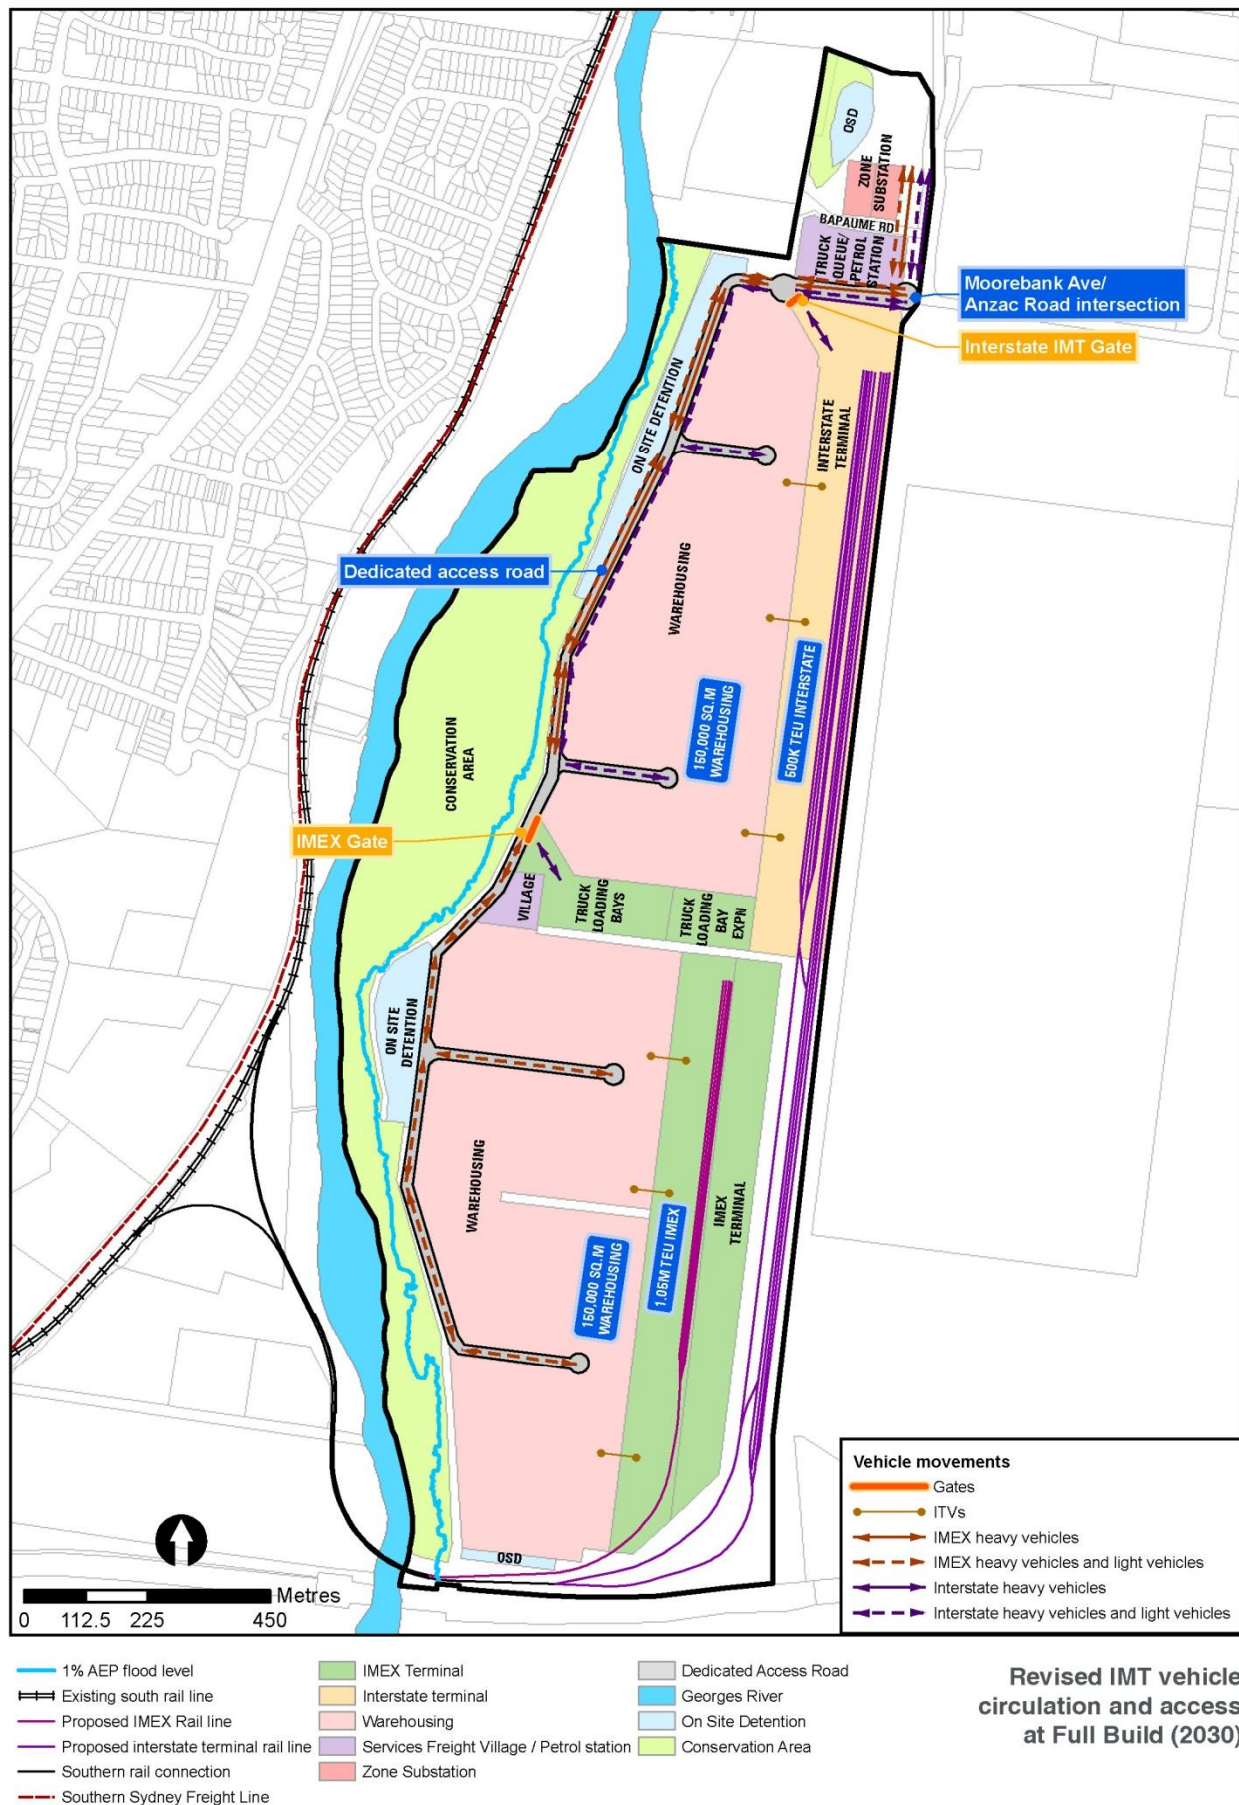 OSD
ZONE
SUBSTATION
BAPAUME RD
TRUCK
QUEUE/
PETROL
STATION
Moorebank Ave/
Anzac Road intersection
Interstate IMT Gate
ON SITE DETENTION
INTERSTATE
TERMINAL
Dedicated access road
WAREHOUSING
150,000 SQ.M
WAREHOUSING
500K TEU INTERSTATE
CONSERVATION
AREA
IMEX Gate
VILLAGE
TRUCK
LOADING
BAYS
TRUCK
LOADING
BAY
EXPN
ON SITE
DETENTION
WAREHOUSING
IMEX
TERMINAL
1.05M TEU IMEX
150,000 SQ.M
WAREHOUSING
OSD
Metres
0 112.5 225 450
Vehicle movements
Gates
ITVs
IMEX heavy vehicles
IMEX heavy vehicles and light vehicles
Interstate heavy vehicles
Interstate heavy vehicles and light vehicles
1% AEP flood level
Existing south rail line
Proposed IMEX Rail line
Proposed interstate terminal rail line
Southern rail connection
Southern Sydney Freight Line
IMEX Terminal
Interstate terminal
Warehousing
Services Freight Village / Petrol station
Zone Substation
Dedicated Access Road
Georges River
On Site Detention
Conservation Area
Revised IMT vehicle
circulation and access
at Full Build (2030)